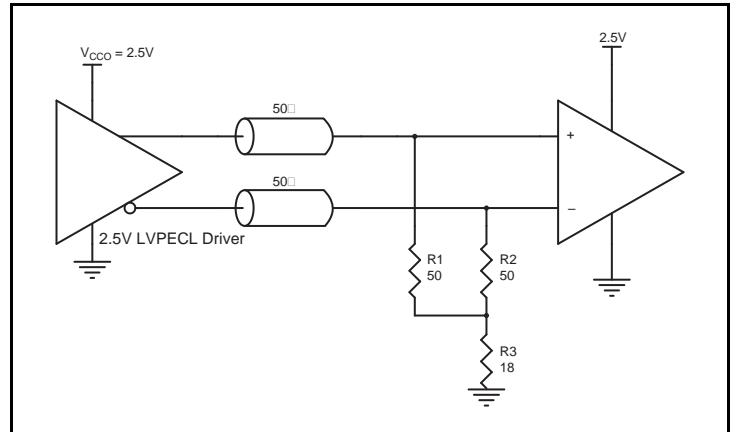 V_CCO = 2.5V
2.5V
50□
+
50□
–
2.5V LVPECL Driver
R1
50
R2
50
R3
18